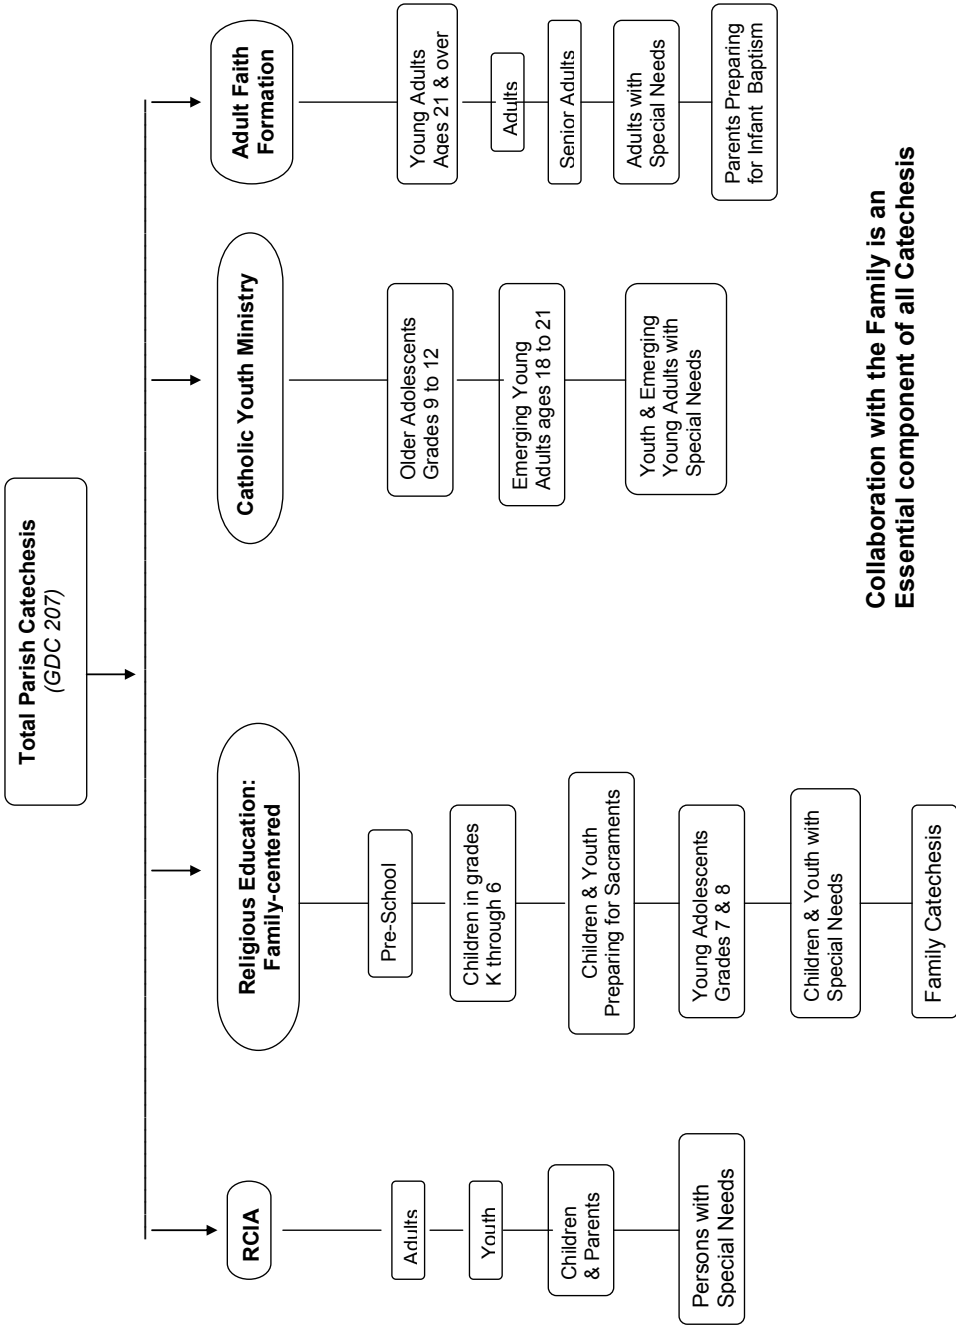 Total Parish Catechesis
(GDC 207)
RCIA
Adults
Youth
Children
& Parents
Persons with
Special Needs
Religious Education:
Family-centered
Pre-School
Children in grades
K through 6
Children & Youth
Preparing for Sacraments
Young Adolescents
Grades 7 & 8
Children & Youth with
Special Needs
Family Catechesis
Catholic Youth Ministry
Older Adolescents
Grades 9 to 12
Emerging Young
Adults ages 18 to 21
Youth & Emerging
Young Adults with
Special Needs
Adult Faith
Formation
Young Adults
Ages 21 & over
Adults
Senior Adults
Adults with
Special Needs
Parents Preparing
for Infant Baptism
Collaboration with the Family is an
Essential component of all Catechesis